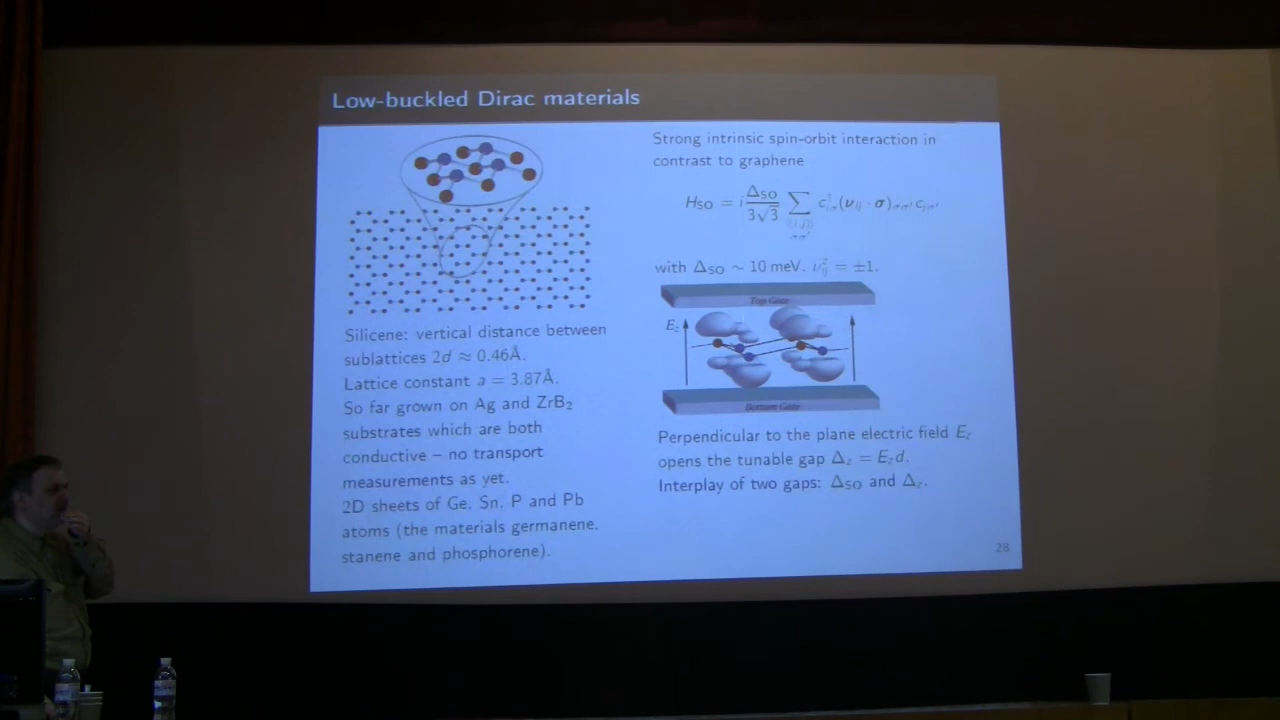 Low-buckled Dirac materials
Silicene: vertical distance between
sublattices 2d ≈ 0.46Å.
Lattice constant a = 3.87Å.
So far grown on Ag and ZrB₂
substrates which are both
conductive – no transport
measurements as yet.
2D sheets of Ge, Sn, P and Pb
atoms (the materials germanene,
stanene and phosphorene).
Strong intrinsic spin-orbit interaction in
contrast to graphene
H_SO = i Δ_SO/3√3 ∑ c†_iσ (ν_ij · σ)_σσ′ c_jσ′
with Δ_SO ~ 10 meV, ν^z_ij = ±1.
Top Gate
E_z
Bottom Gate
Perpendicular to the plane electric field E_z
opens the tunable gap Δ_z = E_z d.
Interplay of two gaps: Δ_SO and Δ_z.
28